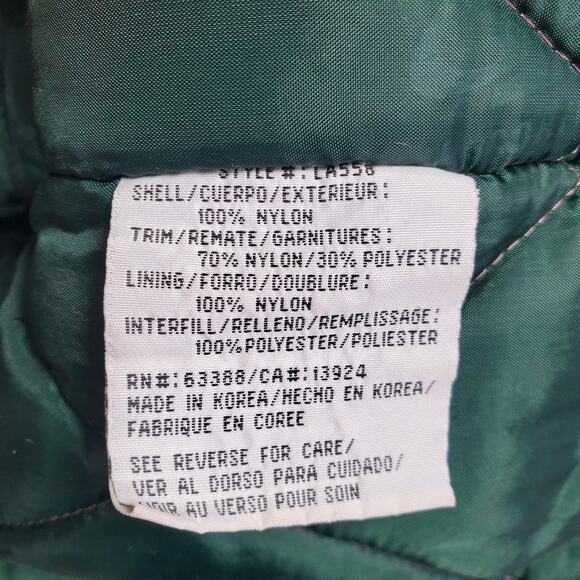 STYLE #: LA558
SHELL/CUERPO/EXTERIEUR:
100% NYLON
TRIM/REMATE/GARNITURES:
70% NYLON/30% POLYESTER
LINING/FORRO/DOUBLURE:
100% NYLON
INTERFILL/RELLENO/REMPLISSAGE:
100% POLYESTER/POLIESTER
RN#:63388/CA#:13924
MADE IN KOREA/HECHO EN KOREA/
FABRIQUE EN COREE
SEE REVERSE FOR CARE/
VER AL DORSO PARA CUIDADO/
VOIR AU VERSO POUR SOIN